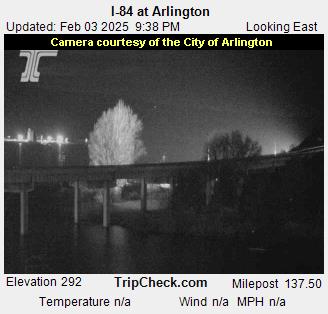 I-84 at Arlington
Updated: Feb 03 2025 9:38 PM Looking East
Camera courtesy of the City of Arlington
Elevation 292 TripCheck.com Milepost 137.50
Temperature n/a Wind n/a MPH n/a